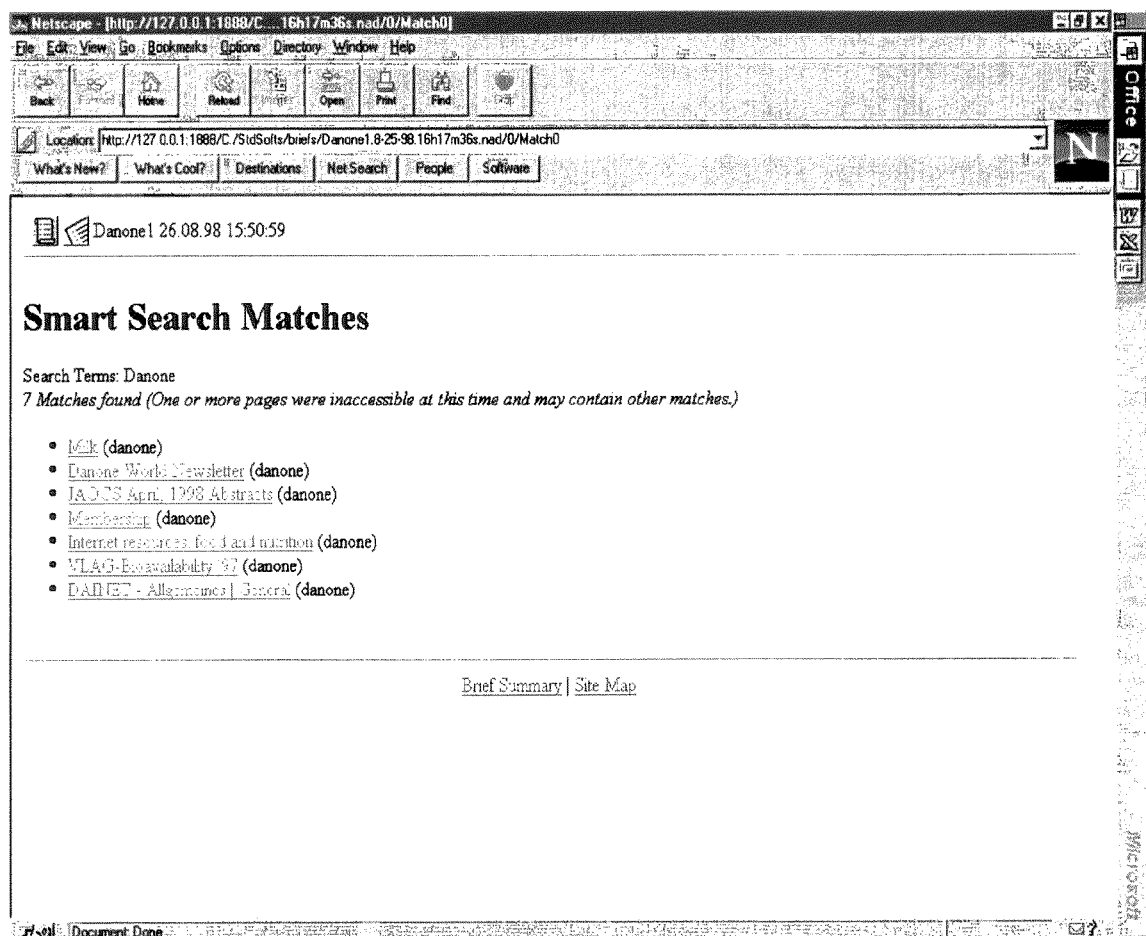 Netscape - [http://127.0.0.1:1888/C....16h17m36s.nad/0/Match0]
File Edit View Go Bookmarks Options Directory Window Help
Back Forward Home Reload Images Open Print Find Stop
Location: http://127.0.0.1:1888/C./StdSofts/briefs/Danone1.8-25-98.16h17m36s.nad/0/Match0
What's New? What's Cool? Destinations Net Search People Software
Danone1 26.08.98 15:50:59
Smart Search Matches
Search Terms: Danone
7 Matches found (One or more pages were inaccessible at this time and may contain other matches.)
Milk (danone)
Danone World Newsletter (danone)
JAOCS April, 1998 Abstracts (danone)
Membership (danone)
Internet resources, food and nutrition (danone)
VLAG-Bioavailability '97 (danone)
DAINET - Allgemeines | General (danone)
Brief Summary | Site Map
Document: Done
Office
Microsoft